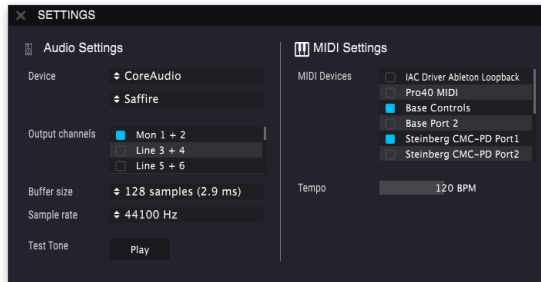 SETTINGS
Audio Settings
Device
CoreAudio
Saffire
Output channels
Mon 1 + 2
Line 3 + 4
Line 5 + 6
Buffer size
128 samples (2.9 ms)
Sample rate
44100 Hz
Test Tone
Play
MIDI Settings
MIDI Devices
IAC Driver Ableton Loopback
Pro40 MIDI
Base Controls
Base Port 2
Steinberg CMC-PD Port1
Steinberg CMC-PD Port2
Tempo
120 BPM